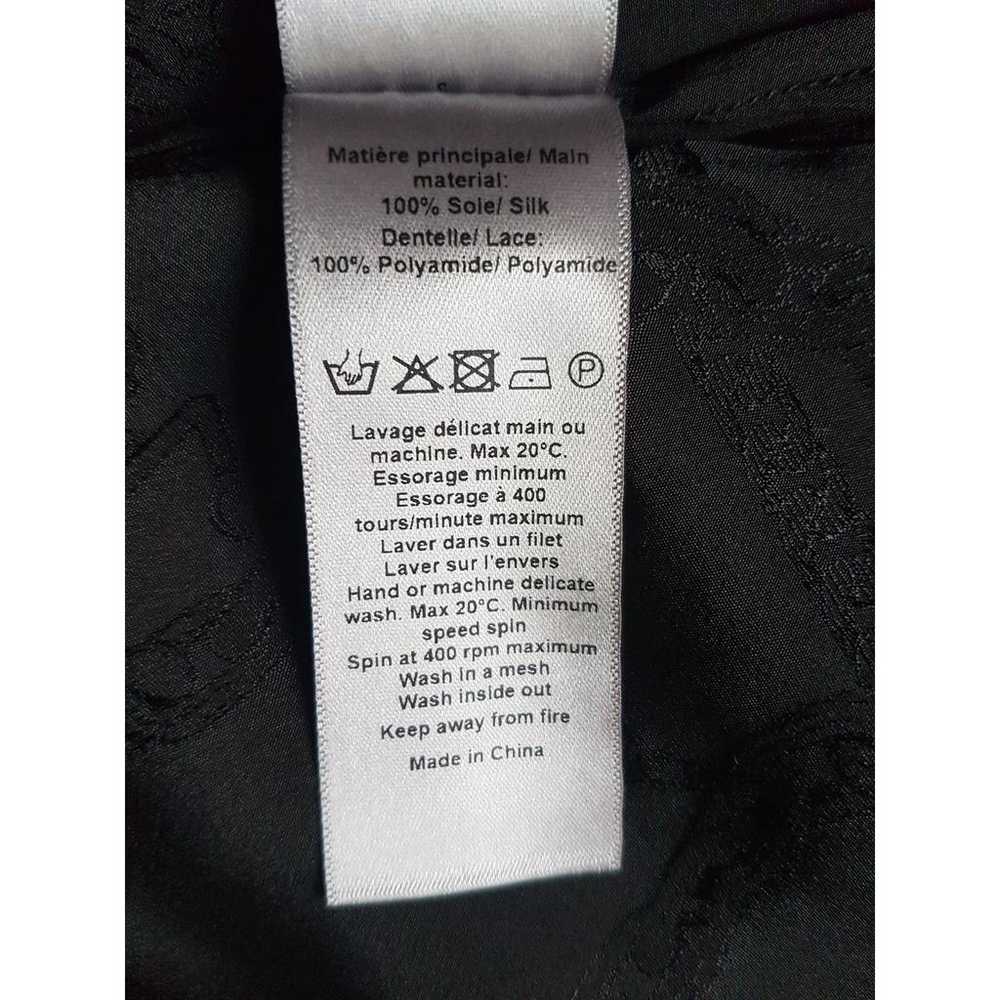 Matière principale/ Main
material:
100% Soie/ Silk
Dentelle/ Lace:
100% Polyamide/ Polyamide
P
Lavage délicat main ou
machine. Max 20°C.
Essorage minimum
Essorage à 400
tours/minute maximum
Laver dans un filet
Laver sur l'envers
Hand or machine delicate
wash. Max 20°C. Minimum
speed spin
Spin at 400 rpm maximum
Wash in a mesh
Wash inside out
Keep away from fire
Made in China